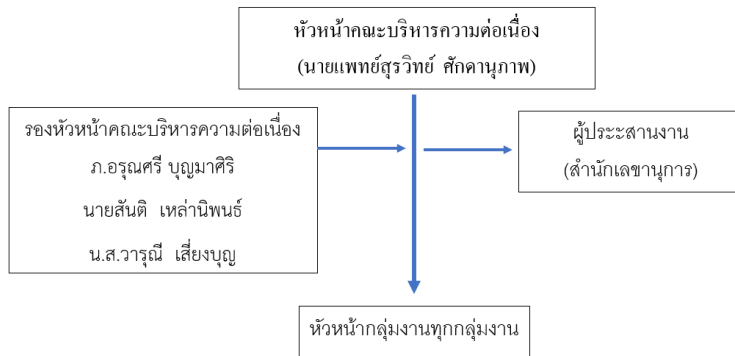 หัวหน้าคณะบริหารความต่อเนื่อง
(นายแพทย์สุรวิทย์ ศักดานุภาพ)
รองหัวหน้าคณะบริหารความต่อเนื่อง
ภ.อรุณศรี บุญมาศิริ
นายสันติ เหล่านิพนธ์
น.ส.วารุณี เสี่ยงบุญ
ผู้ประะสานงาน
(สำนักเลขานุการ)
หัวหน้ากลุ่มงานทุกกลุ่มงาน